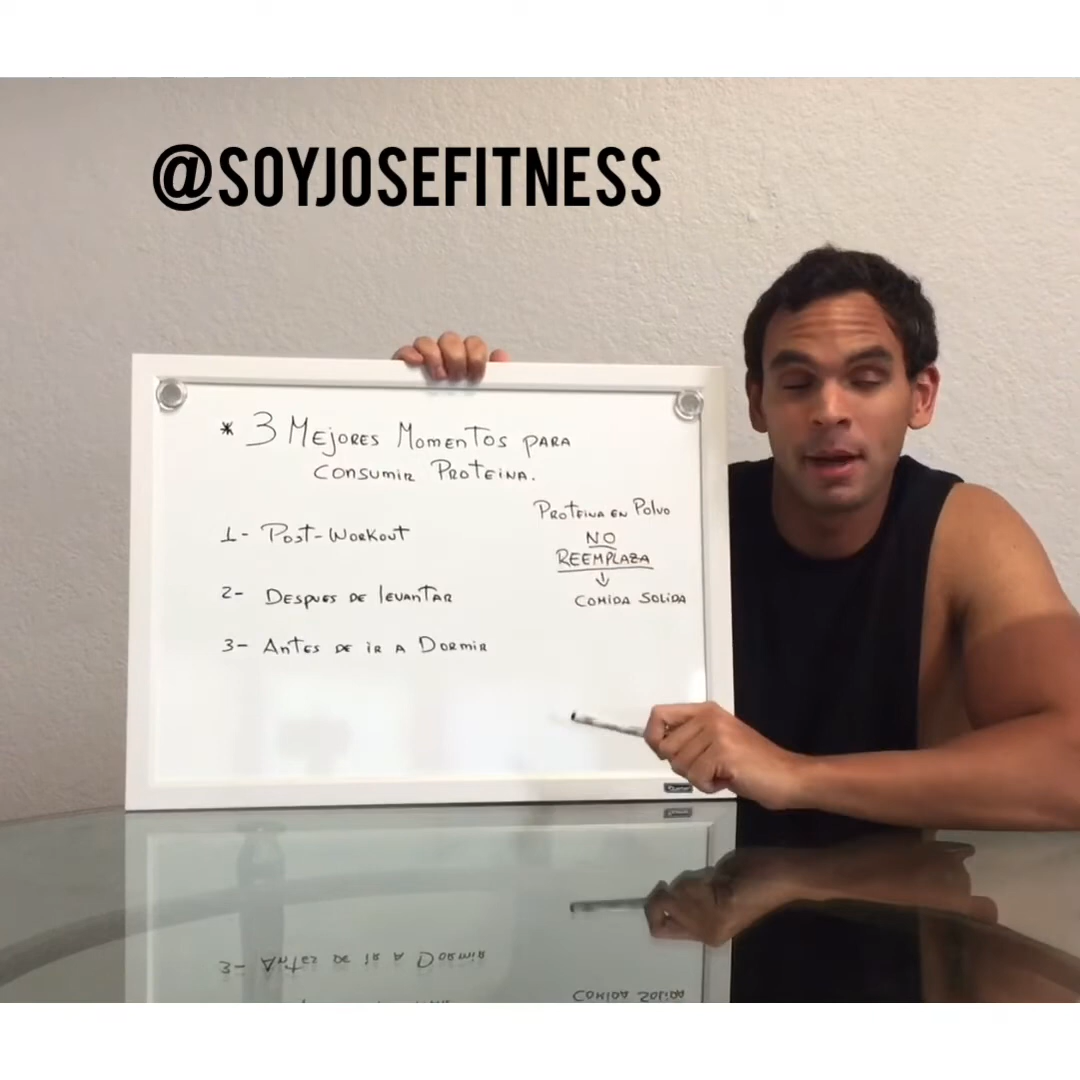 @SOYJOSEFITNESS
* 3 MEJORES MOMENTOS PARA
CONSUMIR PROTEINA.
1- POST-WORKOUT
2- DESPUES DE LEVANTAR
3- ANTES DE IR A DORMIR
PROTEINA EN POLVO
NO
REEMPLAZA
↓
COMIDA SOLIDA